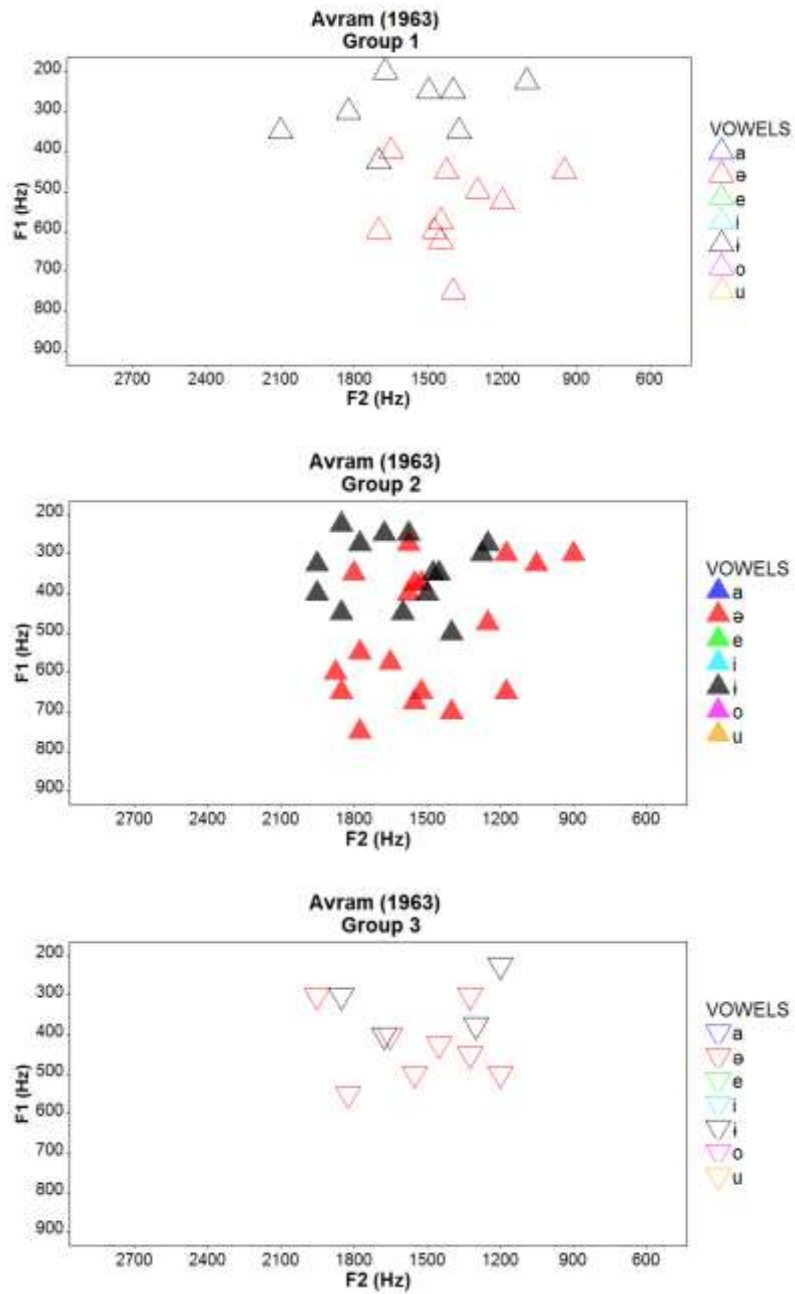 Avram (1963)
Group 1
200
300
400
500
600
700
800
900
F1 (Hz)
2700 2400 2100 1800 1500 1200 900 600
F2 (Hz)
VOWELS
a
ə
e
i
ɨ
o
u
Avram (1963)
Group 2
200
300
400
500
600
700
800
900
F1 (Hz)
2700 2400 2100 1800 1500 1200 900 600
F2 (Hz)
VOWELS
a
ə
e
i
ɨ
o
u
Avram (1963)
Group 3
200
300
400
500
600
700
800
900
F1 (Hz)
2700 2400 2100 1800 1500 1200 900 600
F2 (Hz)
VOWELS
a
ə
e
i
ɨ
o
u